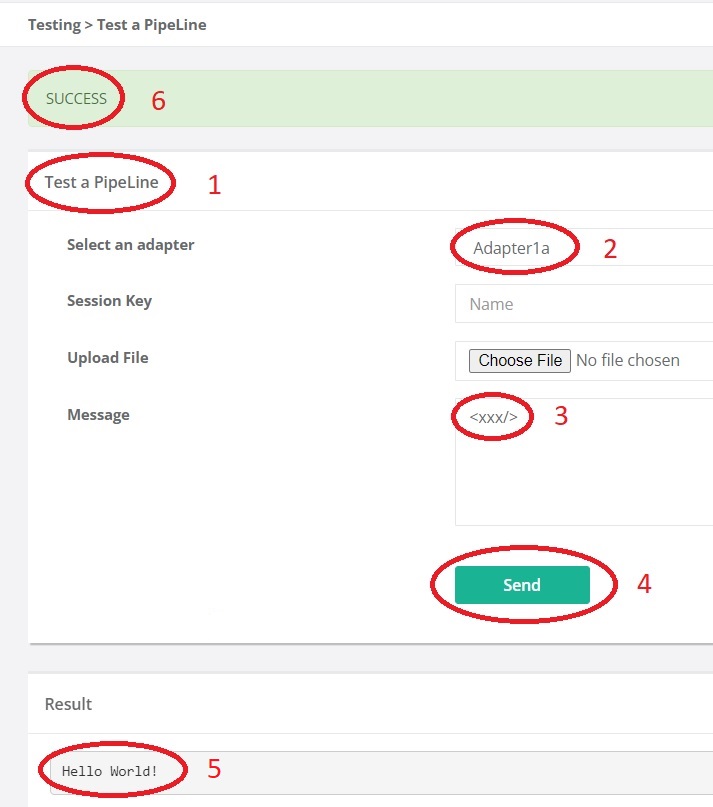 Testing > Test a PipeLine
SUCCESS 6
Test a PipeLine 1
Select an adapter Adapter1a 2
Session Key Name
Upload File Choose File No file chosen
Message <xxx/> 3
Send 4
Result
Hello World! 5